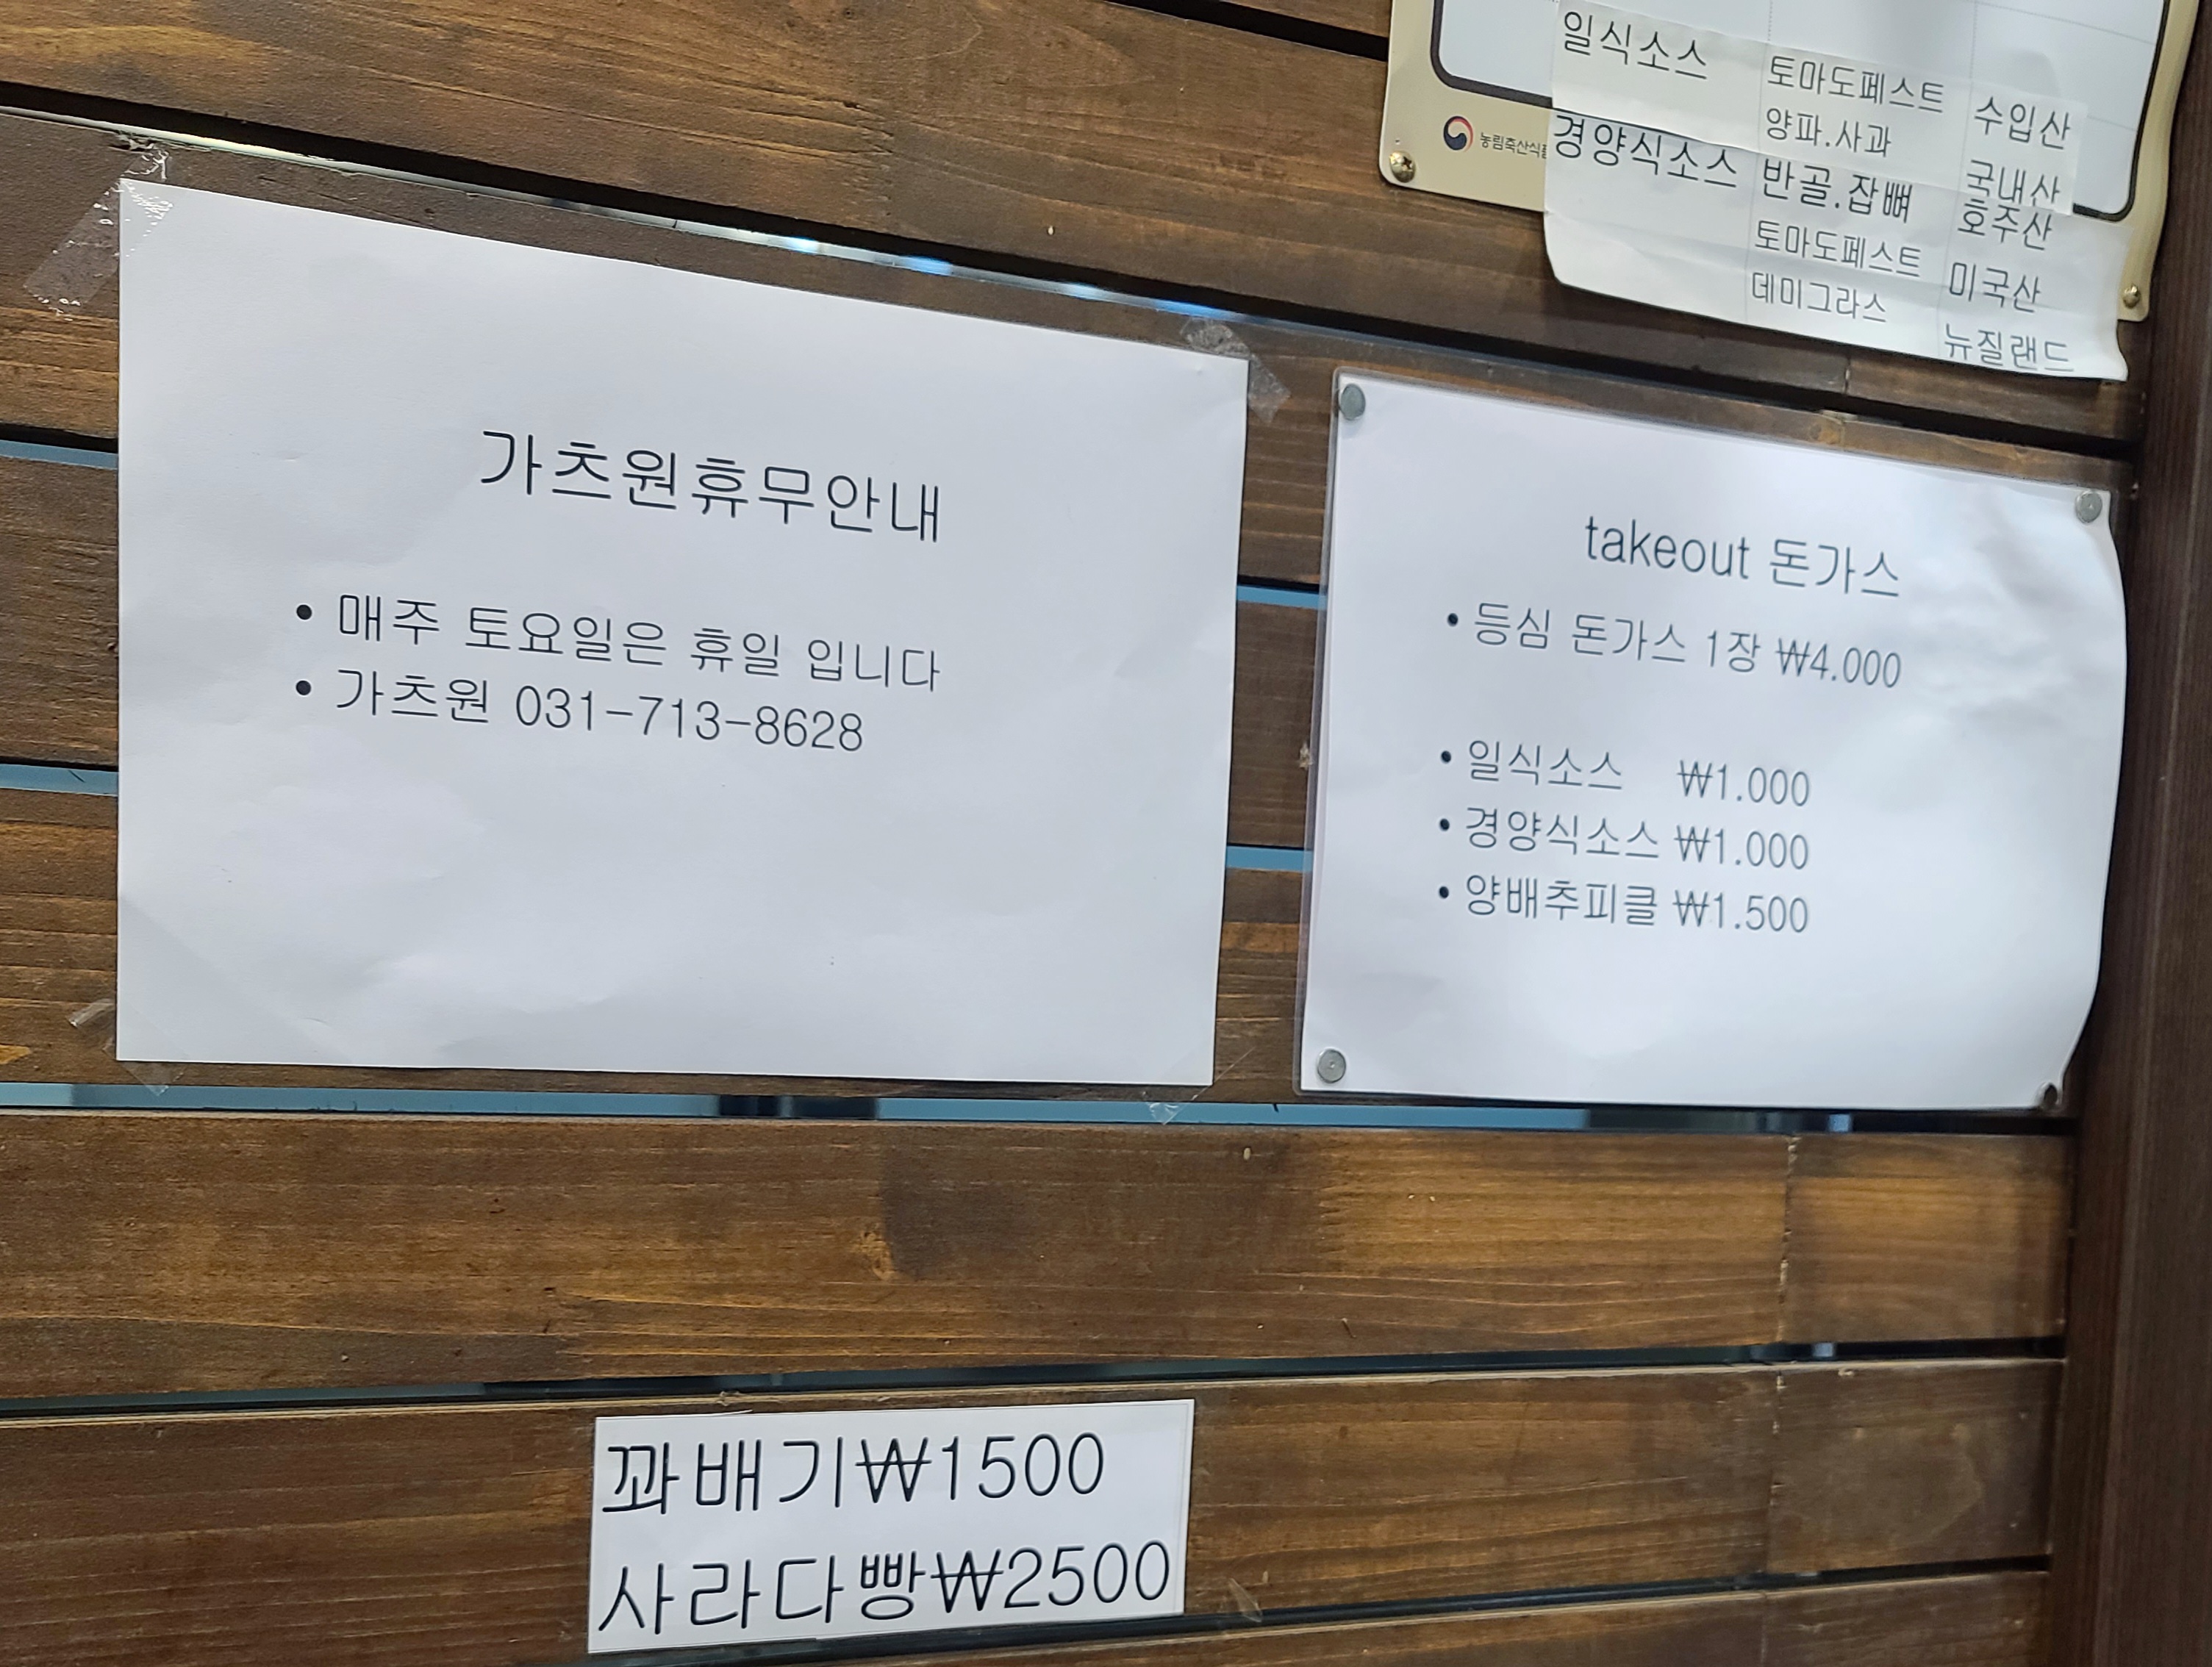 일식소스 토마도페스트 수입산
양파.사과 국내산
경양식소스 반골.잡뼈 호주산
토마도페스트 미국산
데미그라스 뉴질랜드
농림축산식품
가츠원휴무안내
• 매주 토요일은 휴일 입니다
• 가츠원 031-713-8628
takeout 돈가스
• 등심 돈가스 1장 ₩4.000
• 일식소스 ₩1.000
• 경양식소스 ₩1.000
• 양배추피클 ₩1.500
꽈배기₩1500
사라다빵₩2500